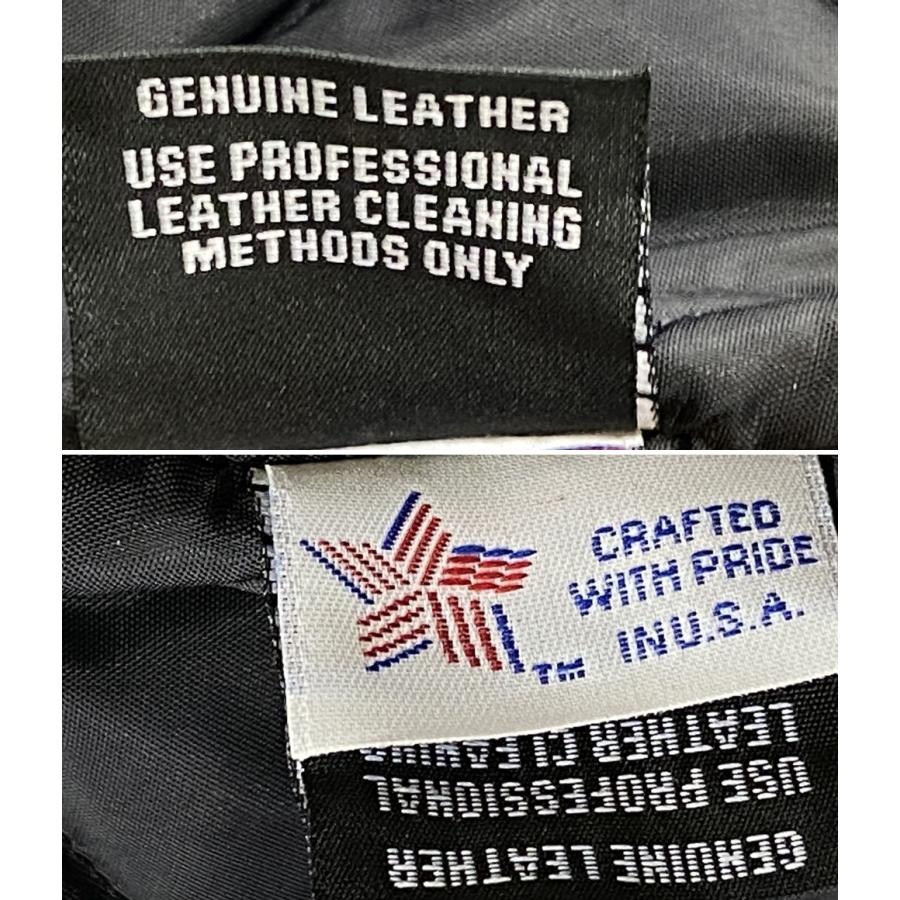 GENUINE LEATHER
USE PROFESSIONAL
LEATHER CLEANING
METHODS ONLY
CRAFTED
WITH PRIDE
IN U.S.A.
TM
LEATHER CLEANING
USE PROFESSIONAL
GENUINE LEATHER